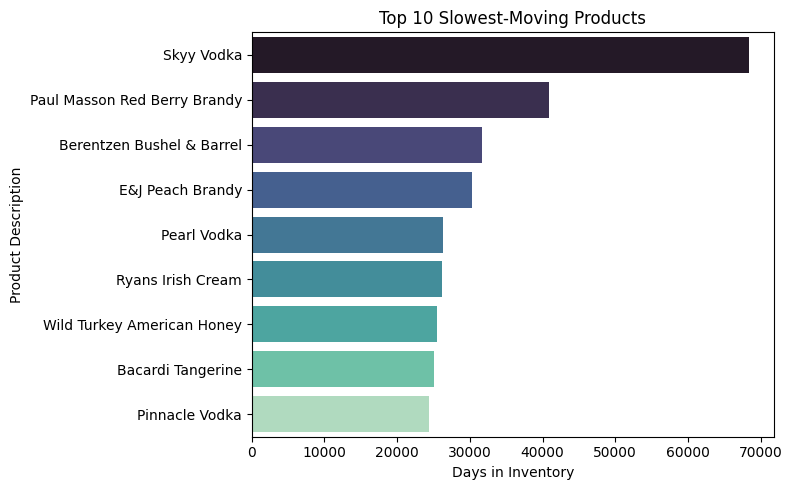 Top 10 Slowest-Moving Products
Product Description
Skyy Vodka
Paul Masson Red Berry Brandy
Berentzen Bushel & Barrel
E&J Peach Brandy
Pearl Vodka
Ryans Irish Cream
Wild Turkey American Honey
Bacardi Tangerine
Pinnacle Vodka
0 10000 20000 30000 40000 50000 60000 70000
Days in Inventory